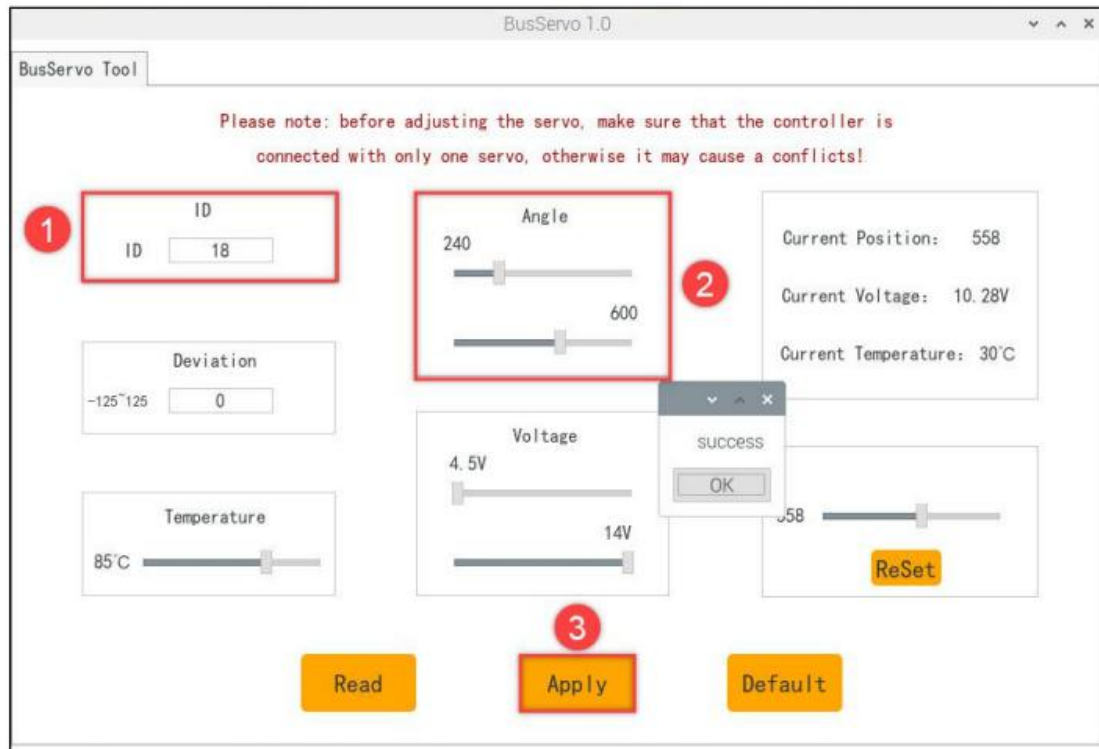 BusServo 1.0
BusServo Tool
Please note: before adjusting the servo, make sure that the controller is
connected with only one servo, otherwise it may cause a conflicts!
1
ID
ID 18
Angle
240
600
2
Current Position: 558
Current Voltage: 10.28V
Current Temperature: 30℃
Deviation
-125~125 0
Voltage
4.5V
14V
success
OK
Temperature
85℃
558
ReSet
3
Read
Apply
Default